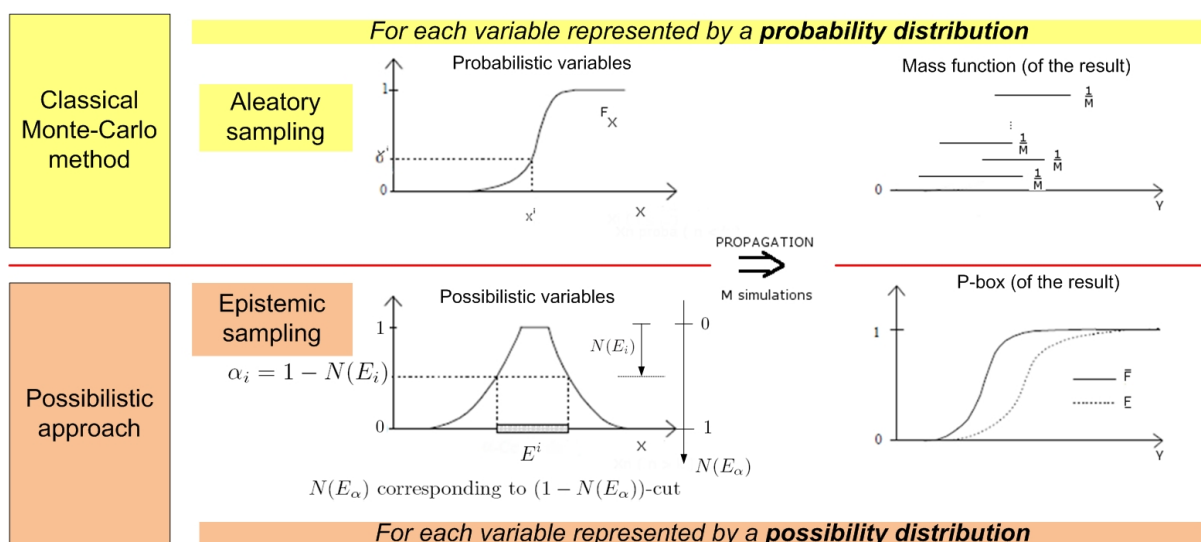 For each variable represented by a probability distribution
Classical
Monte-Carlo
method
Aleatory
sampling
Probabilistic variables
1
F_X
γ^i
0
x^i
X
Mass function (of the result)
1/M
⋮
1/M
1/M
1/M
0
Y
PROPAGATION
M simulations
Possibilistic
approach
Epistemic
sampling
α_i = 1 − N(E_i)
Possibilistic variables
1
0
E^i
X
0
N(E_i)
1
N(E_α)
N(E_α) corresponding to (1 − N(E_α))-cut
P-box (of the result)
1
F̄
F̲
0
Y
For each variable represented by a possibility distribution